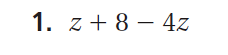 1. z + 8 − 4z